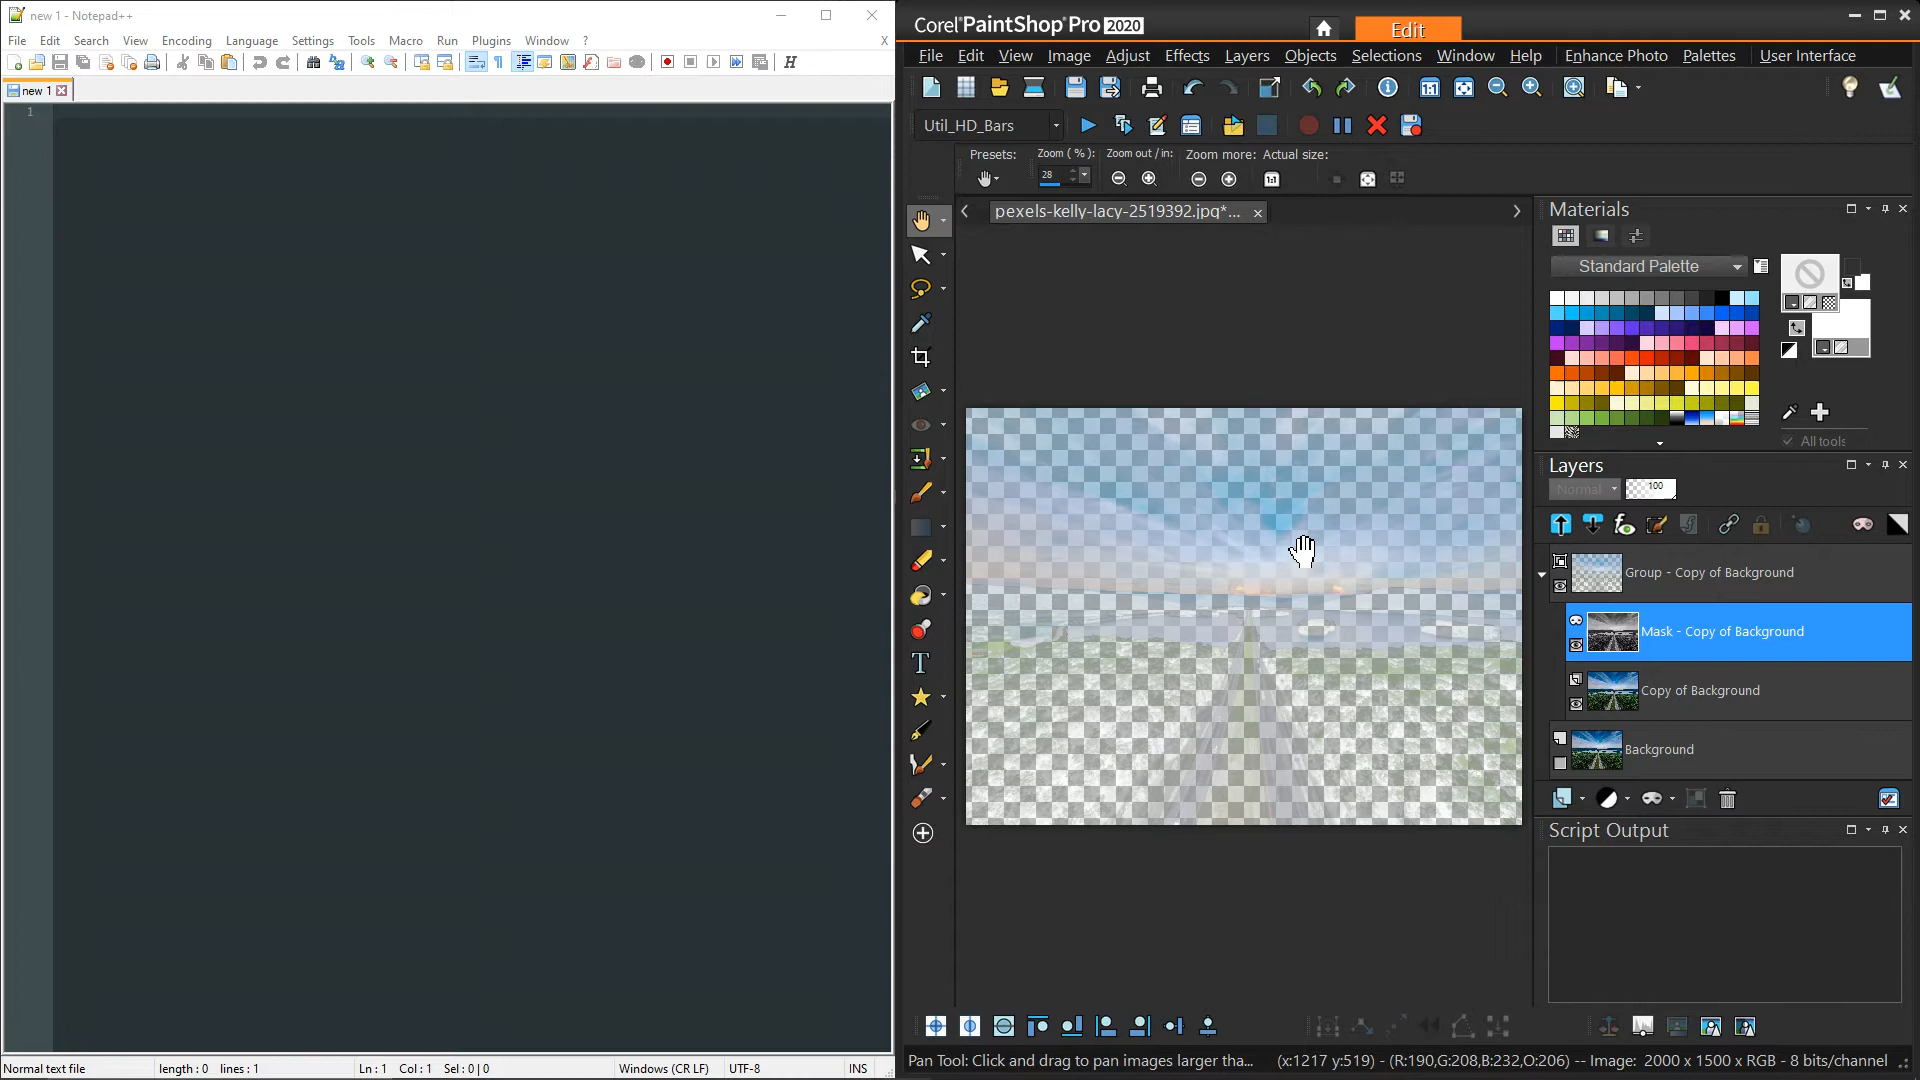 new 1 - Notepad++
File Edit Search View Encoding Language Settings Tools Macro Run Plugins Window ? X
H
new 1
1
Normal text file length : 0 lines : 1 Ln : 1 Col : 1 Sel : 0 | 0 Windows (CR LF) UTF-8 INS
Corel PaintShop Pro 2020
Edit
File Edit View Image Adjust Effects Layers Objects Selections Window Help Enhance Photo Palettes User Interface
Util_HD_Bars
Presets: Zoom ( % ): Zoom out / in: Zoom more: Actual size:
28
pexels-kelly-lacy-2519392.jpg*...
Materials
Standard Palette
All tools
Layers
Normal 100
Group - Copy of Background
Mask - Copy of Background
Copy of Background
Background
Script Output
T
Pan Tool: Click and drag to pan images larger tha... (x:1217 y:519) - (R:190,G:208,B:232,O:206) -- Image: 2000 x 1500 x RGB - 8 bits/channel